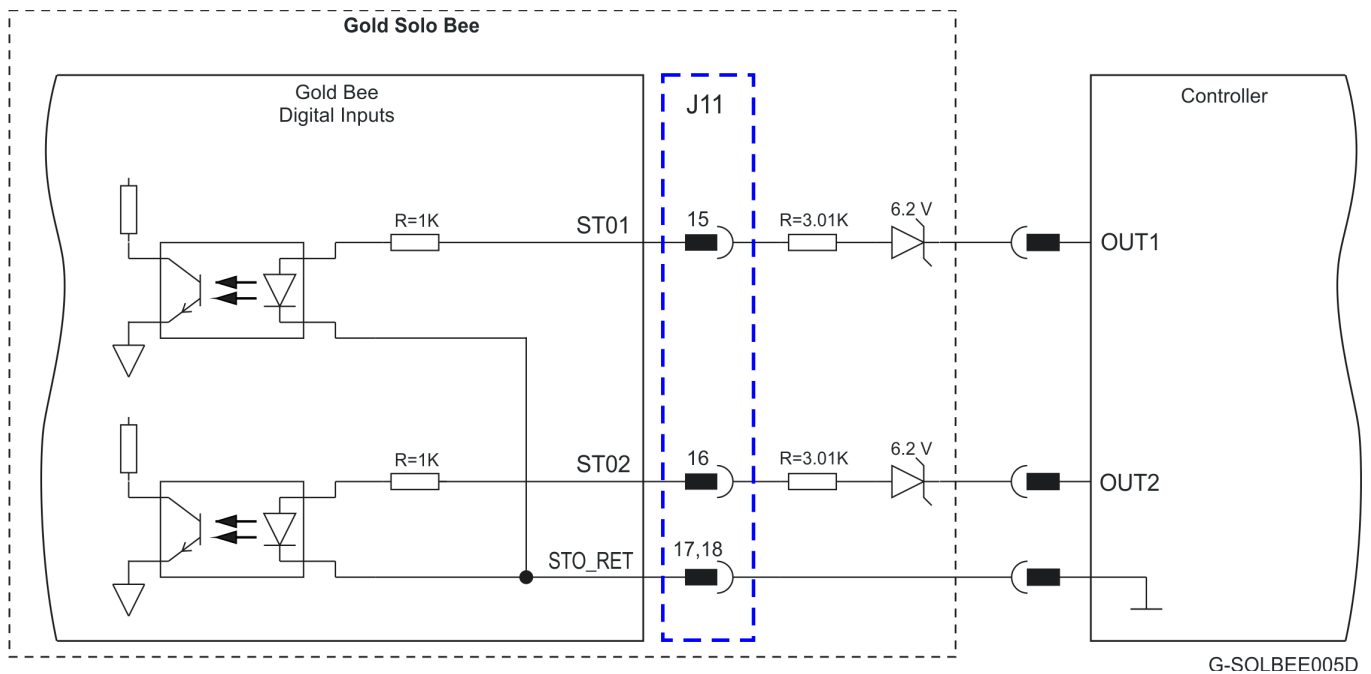 Gold Solo Bee
Gold Bee
Digital Inputs
J11
Controller
R=1K
ST01
15
R=3.01K
6.2 V
OUT1
R=1K
ST02
16
R=3.01K
6.2 V
OUT2
STO_RET
17,18
G-SOLBEE005D